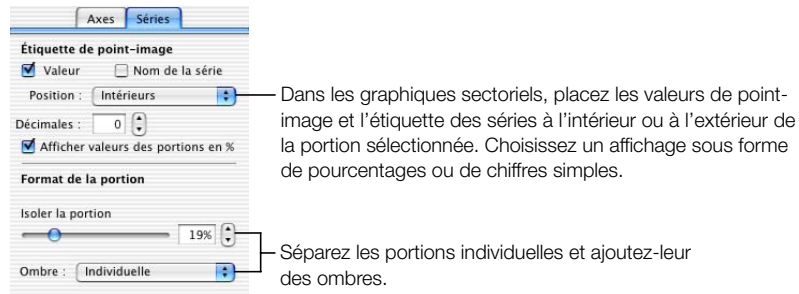 Axes Séries
Étiquette de point-image
Valeur Nom de la série
Position : Intérieurs
Décimales : 0
Afficher valeurs des portions en %
Format de la portion
Isoler la portion
19%
Ombre : Individuelle
Dans les graphiques sectoriels, placez les valeurs de point-
image et l’étiquette des séries à l’intérieur ou à l’extérieur de
la portion sélectionnée. Choisissez un affichage sous forme
de pourcentages ou de chiffres simples.
Séparez les portions individuelles et ajoutez-leur
des ombres.